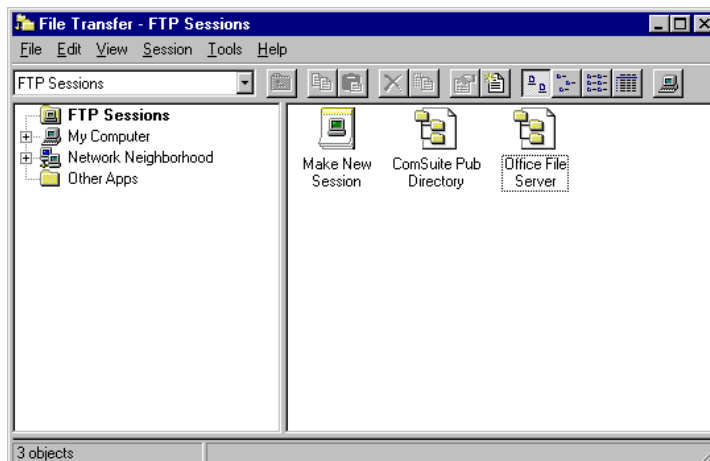 File Transfer - FTP Sessions
File Edit View Session Tools Help
FTP Sessions
FTP Sessions
My Computer
Network Neighborhood
Other Apps
Make New
Session
ComSuite Pub
Directory
Office File
Server
3 objects